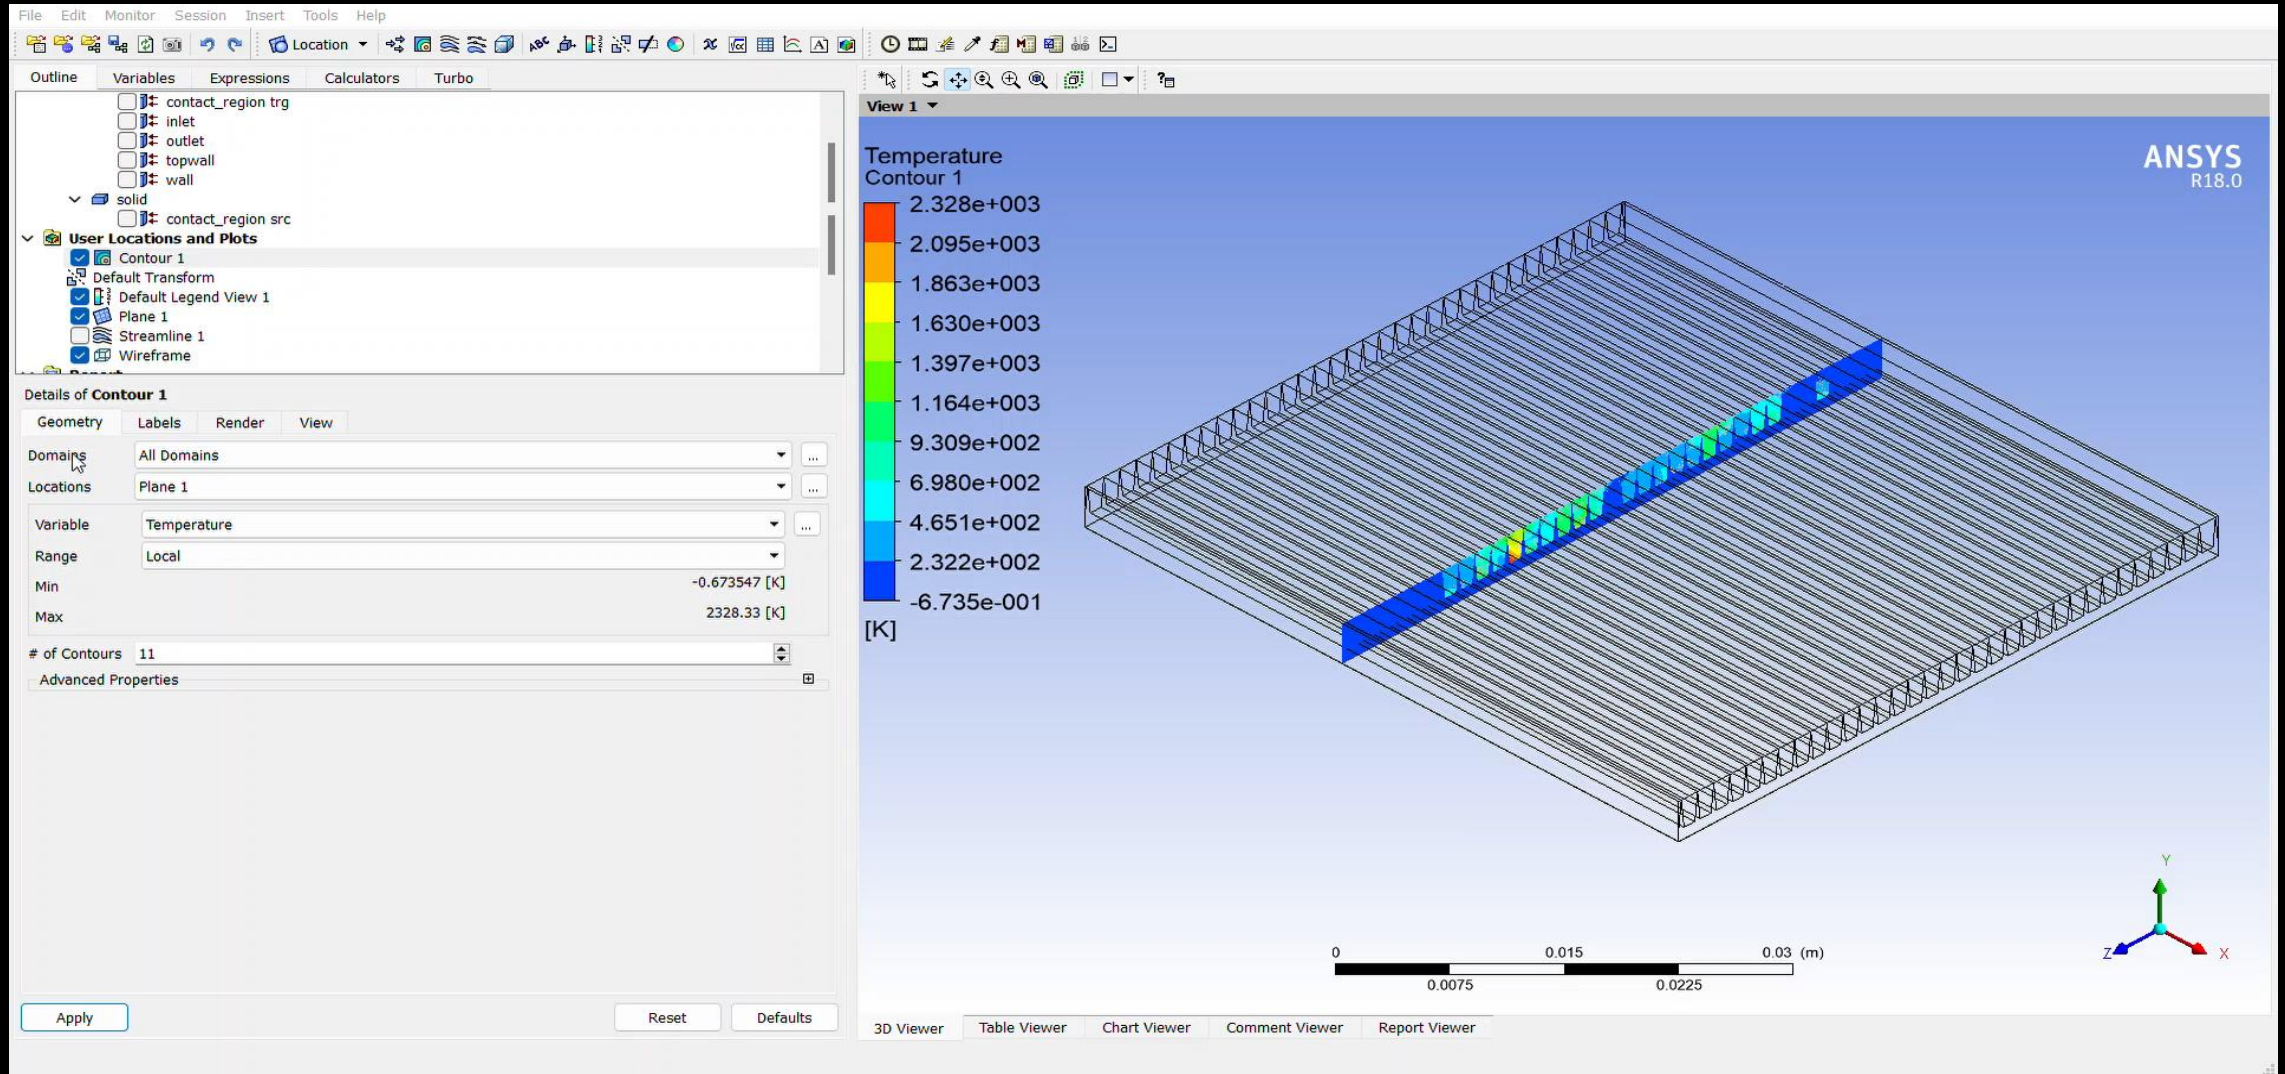 File Edit Monitor Session Insert Tools Help
Location
Outline Variables Expressions Calculators Turbo
contact_region trg
inlet
outlet
topwall
wall
solid
contact_region src
User Locations and Plots
Contour 1
Default Transform
Default Legend View 1
Plane 1
Streamline 1
Wireframe
Details of Contour 1
Geometry Labels Render View
Domains All Domains ...
Locations Plane 1 ...
Variable Temperature ...
Range Local
Min -0.673547 [K]
Max 2328.33 [K]
# of Contours 11
Advanced Properties
Apply Reset Defaults
View 1
Temperature
Contour 1
2.328e+003
2.095e+003
1.863e+003
1.630e+003
1.397e+003
1.164e+003
9.309e+002
6.980e+002
4.651e+002
2.322e+002
-6.735e-001
[K]
ANSYS
R18.0
Y
Z X
0 0.015 0.03 (m)
0.0075 0.0225
3D Viewer Table Viewer Chart Viewer Comment Viewer Report Viewer